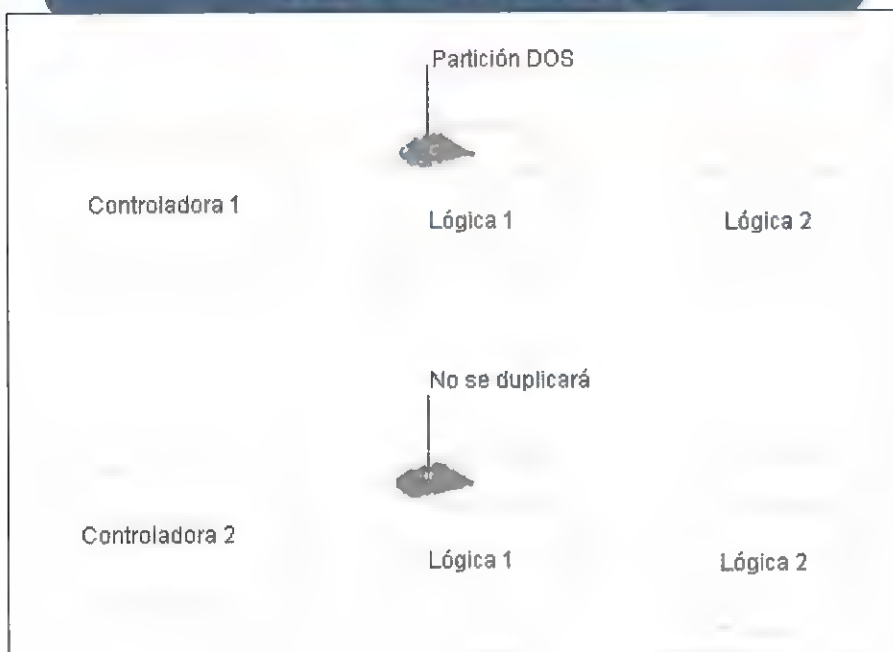 Partición DOS
Controladora 1
Lógica 1
Lógica 2
No se duplicará
Controladora 2
Lógica 1
Lógica 2